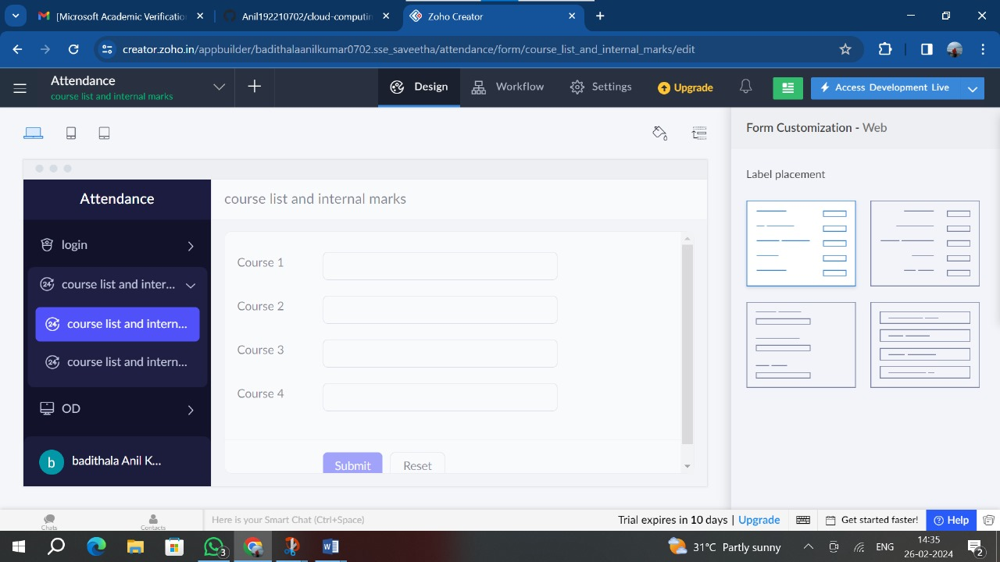 [Microsoft Academic Verificatio
Anil192210702/cloud-computin
Zoho Creator
creator.zoho.in/appbuilder/badithalaanilkumar0702.sse_saveetha/attendance/form/course_list_and_internal_marks/edit
Attendance
course list and internal marks
Design
Workflow
Settings
Upgrade
Access Development Live
Form Customization - Web
Label placement
Attendance
course list and internal marks
login
course list and inter...
course list and intern...
course list and intern...
OD
badithala Anil K...
b
Course 1
Course 2
Course 3
Course 4
Submit
Reset
Chats
Contacts
Here is your Smart Chat (Ctrl+Space)
Trial expires in 10 days | Upgrade
Get started faster!
Help
3
W
31°C Partly sunny
ENG
14:35
26-02-2024
2